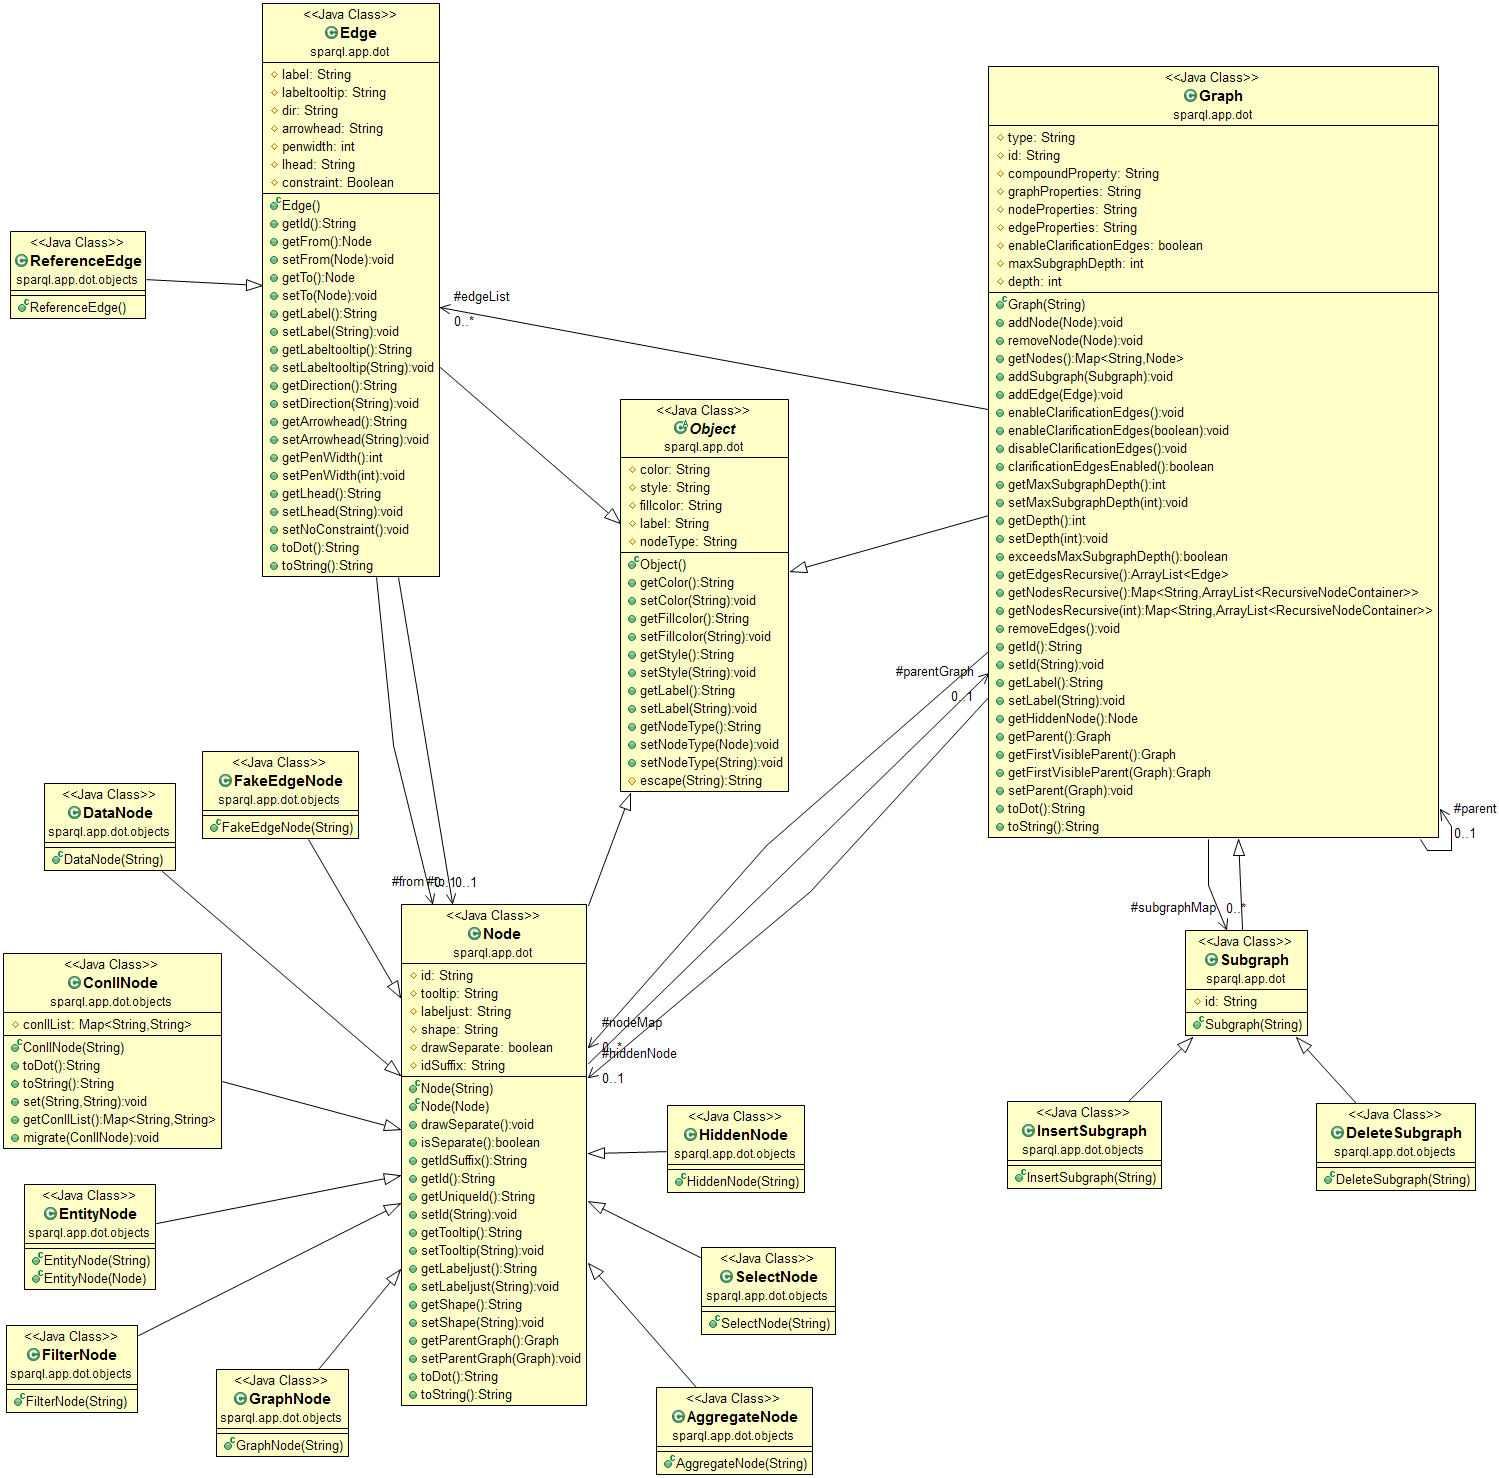 <<Java Class>>
Edge
sparql.app.dot
label: String
labeltooltip: String
dir: String
arrowhead: String
penwidth: int
lhead: String
constraint: Boolean
Edge()
getId():String
getFrom():Node
setFrom(Node):void
getTo():Node
setTo(Node):void
getLabel():String
setLabel(String):void
getLabeltooltip():String
setLabeltooltip(String):void
getDirection():String
setDirection(String):void
getArrowhead():String
setArrowhead(String):void
getPenWidth():int
setPenWidth(int):void
getLhead():String
setLhead(String):void
setNoConstraint():void
toDot():String
toString():String
<<Java Class>>
ReferenceEdge
sparql.app.dot.objects
ReferenceEdge()
<<Java Class>>
Graph
sparql.app.dot
type: String
id: String
compoundProperty: String
graphProperties: String
nodeProperties: String
edgeProperties: String
enableClarificationEdges: boolean
maxSubgraphDepth: int
depth: int
Graph(String)
addNode(Node):void
removeNode(Node):void
getNodes():Map<String,Node>
addSubgraph(Subgraph):void
addEdge(Edge):void
enableClarificationEdges():void
enableClarificationEdges(boolean):void
disableClarificationEdges():void
clarificationEdgesEnabled():boolean
getMaxSubgraphDepth():int
setMaxSubgraphDepth(int):void
getDepth():int
setDepth(int):void
exceedsMaxSubgraphDepth():boolean
getEdgesRecursive():ArrayList<Edge>
getNodesRecursive():Map<String,ArrayList<RecursiveNodeContainer>>
getNodesRecursive(int):Map<String,ArrayList<RecursiveNodeContainer>>
removeEdges():void
getId():String
setId(String):void
getLabel():String
setLabel(String):void
getHiddenNode():Node
getParent():Graph
getFirstVisibleParent():Graph
getFirstVisibleParent(Graph):Graph
setParent(Graph):void
toDot():String
toString():String
#edgeList
0..*
<<Java Class>>
Object
sparql.app.dot
color: String
style: String
fillcolor: String
label: String
nodeType: String
Object()
getColor():String
setColor(String):void
getFillcolor():String
setFillcolor(String):void
getStyle():String
setStyle(String):void
getLabel():String
setLabel(String):void
getNodeType():String
setNodeType(Node):void
setNodeType(String):void
escape(String):String
#parentGraph
0..1
#parent
0..1
<<Java Class>>
FakeEdgeNode
sparql.app.dot.objects
FakeEdgeNode(String)
<<Java Class>>
DataNode
sparql.app.dot.objects
DataNode(String)
#from
#to
0..1
0..1
<<Java Class>>
Node
sparql.app.dot
id: String
tooltip: String
labeljust: String
shape: String
drawSeparate: boolean
idSuffix: String
Node(String)
Node(Node)
drawSeparate():void
isSeparate():boolean
getIdSuffix():String
getId():String
getUniqueId():String
setId(String):void
getTooltip():String
setTooltip(String):void
getLabeljust():String
setLabeljust(String):void
getShape():String
setShape(String):void
getParentGraph():Graph
setParentGraph(Graph):void
toDot():String
toString():String
#nodeMap
0..*
#hiddenNode
0..1
#subgraphMap
0..*
<<Java Class>>
Subgraph
sparql.app.dot
id: String
Subgraph(String)
<<Java Class>>
ConllNode
sparql.app.dot.objects
conllList: Map<String,String>
ConllNode(String)
toDot():String
toString():String
set(String,String):void
getConllList():Map<String,String>
migrate(ConllNode):void
<<Java Class>>
HiddenNode
sparql.app.dot.objects
HiddenNode(String)
<<Java Class>>
InsertSubgraph
sparql.app.dot.objects
InsertSubgraph(String)
<<Java Class>>
DeleteSubgraph
sparql.app.dot.objects
DeleteSubgraph(String)
<<Java Class>>
EntityNode
sparql.app.dot.objects
EntityNode(String)
EntityNode(Node)
<<Java Class>>
SelectNode
sparql.app.dot.objects
SelectNode(String)
<<Java Class>>
FilterNode
sparql.app.dot.objects
FilterNode(String)
<<Java Class>>
GraphNode
sparql.app.dot.objects
GraphNode(String)
<<Java Class>>
AggregateNode
sparql.app.dot.objects
AggregateNode(String)